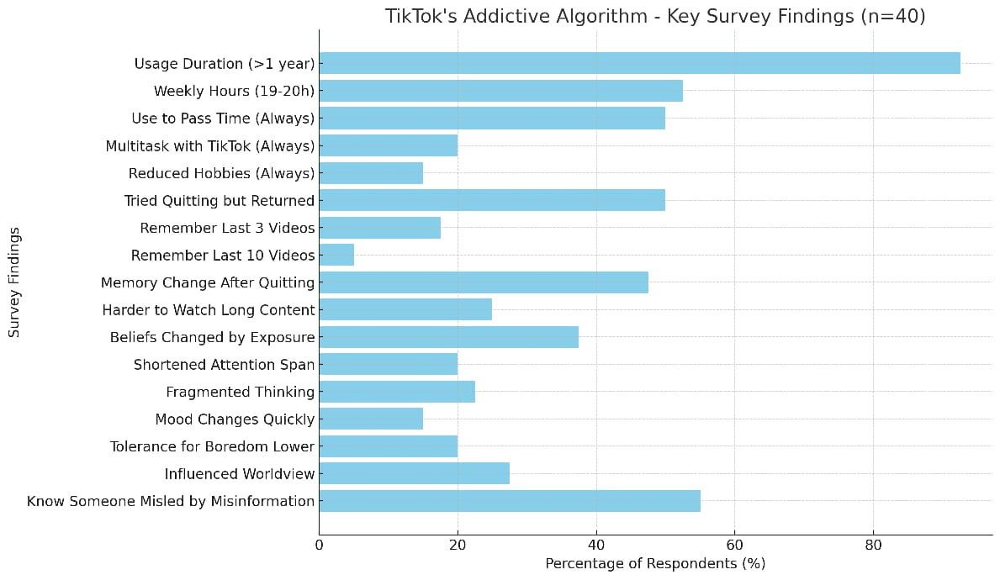 TikTok's Addictive Algorithm - Key Survey Findings (n=40)
Survey Findings
Usage Duration (>1 year)
Weekly Hours (19-20h)
Use to Pass Time (Always)
Multitask with TikTok (Always)
Reduced Hobbies (Always)
Tried Quitting but Returned
Remember Last 3 Videos
Remember Last 10 Videos
Memory Change After Quitting
Harder to Watch Long Content
Beliefs Changed by Exposure
Shortened Attention Span
Fragmented Thinking
Mood Changes Quickly
Tolerance for Boredom Lower
Influenced Worldview
Know Someone Misled by Misinformation
0 20 40 60 80
Percentage of Respondents (%)